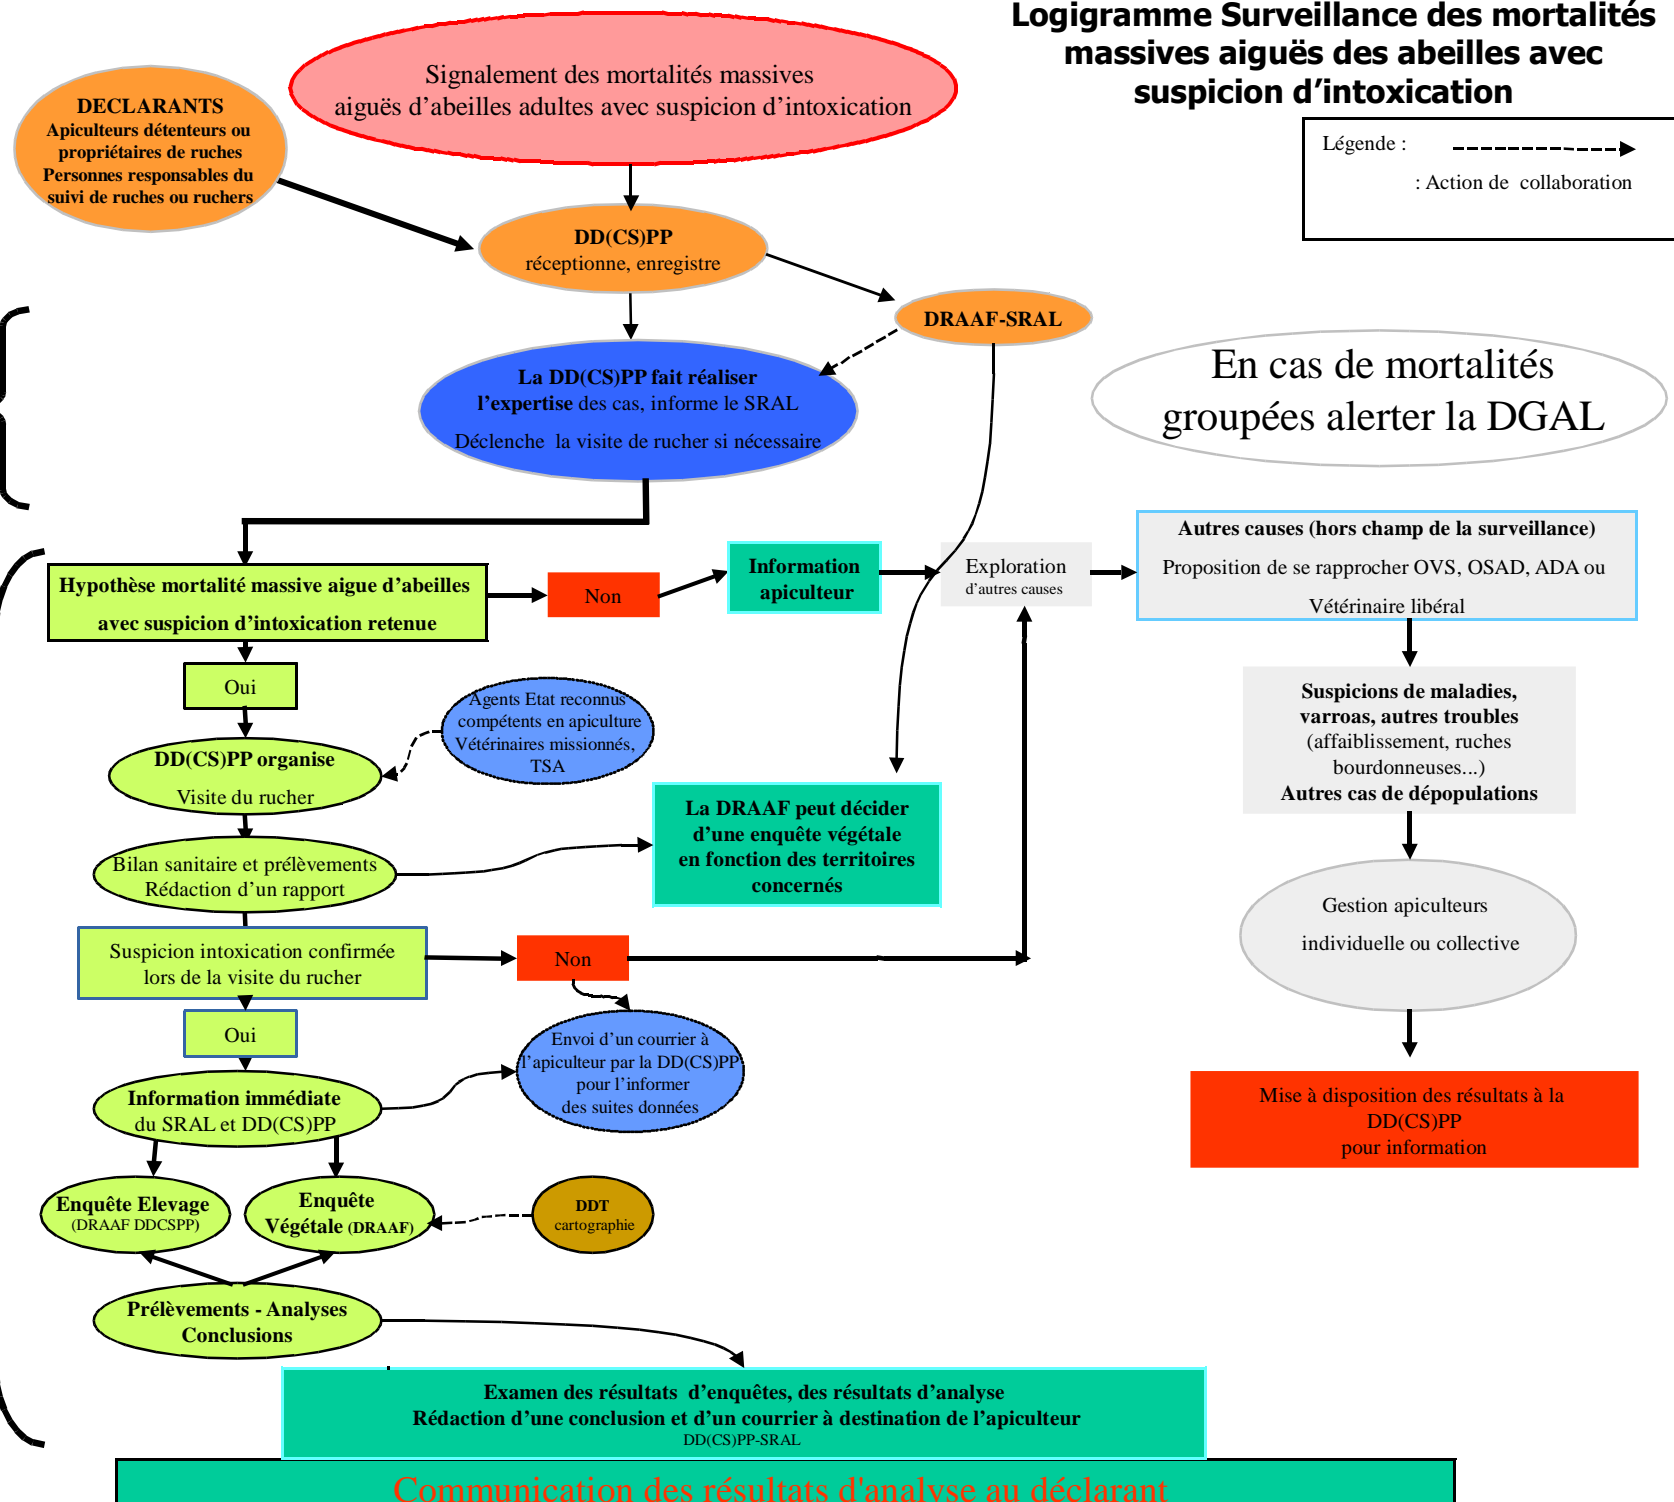 Logigramme Surveillance des mortalités
massives aiguës des abeilles avec
suspicion d’intoxication
Signalement des mortalités massives
aiguës d’abeilles adultes avec suspicion d’intoxication
DECLARANTS
Apiculteurs détenteurs ou
propriétaires de ruches
Personnes responsables du
suivi de ruches ou ruchers
Légende :
: Action de collaboration
DD(CS)PP
réceptionne, enregistre
DRAAF-SRAL
La DD(CS)PP fait réaliser
l’expertise des cas, informe le SRAL
Déclenche la visite de rucher si nécessaire
En cas de mortalités
groupées alerter la DGAL
Hypothèse mortalité massive aigue d’abeilles
avec suspicion d’intoxication retenue
Non
Information
apiculteur
Exploration
d’autres causes
Autres causes (hors champ de la surveillance)
Proposition de se rapprocher OVS, OSAD, ADA ou
Vétérinaire libéral
Oui
Agents Etat reconnus
compétents en apiculture
Vétérinaires missionnés,
TSA
Suspicions de maladies,
varroas, autres troubles
(affaiblissement, ruches
bourdonneuses...)
Autres cas de dépopulations
DD(CS)PP organise
Visite du rucher
La DRAAF peut décider
d’une enquête végétale
en fonction des territoires
concernés
Bilan sanitaire et prélèvements
Rédaction d’un rapport
Gestion apiculteurs
individuelle ou collective
Suspicion intoxication confirmée
lors de la visite du rucher
Non
Oui
Envoi d’un courrier à
l’apiculteur par la DD(CS)PP
pour l’informer
des suites données
Information immédiate
du SRAL et DD(CS)PP
Mise à disposition des résultats à la
DD(CS)PP
pour information
Enquête Elevage
(DRAAF DDCSPP)
Enquête
Végétale (DRAAF)
DDT
cartographie
Prélèvements - Analyses
Conclusions
Examen des résultats d’enquêtes, des résultats d’analyse
Rédaction d’une conclusion et d’un courrier à destination de l’apiculteur
DD(CS)PP-SRAL
Communication des résultats d'analyse au déclarant